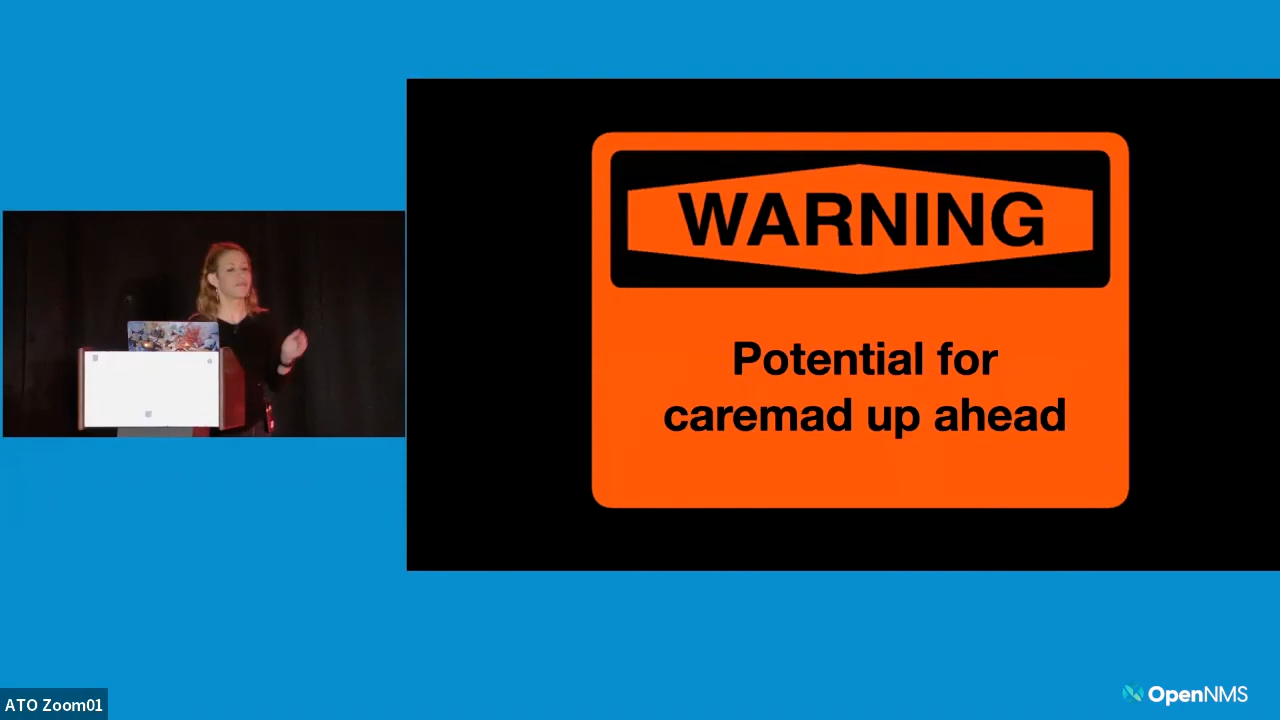 WARNING
Potential for
caremad up ahead
ATO Zoom01
OpenNMS